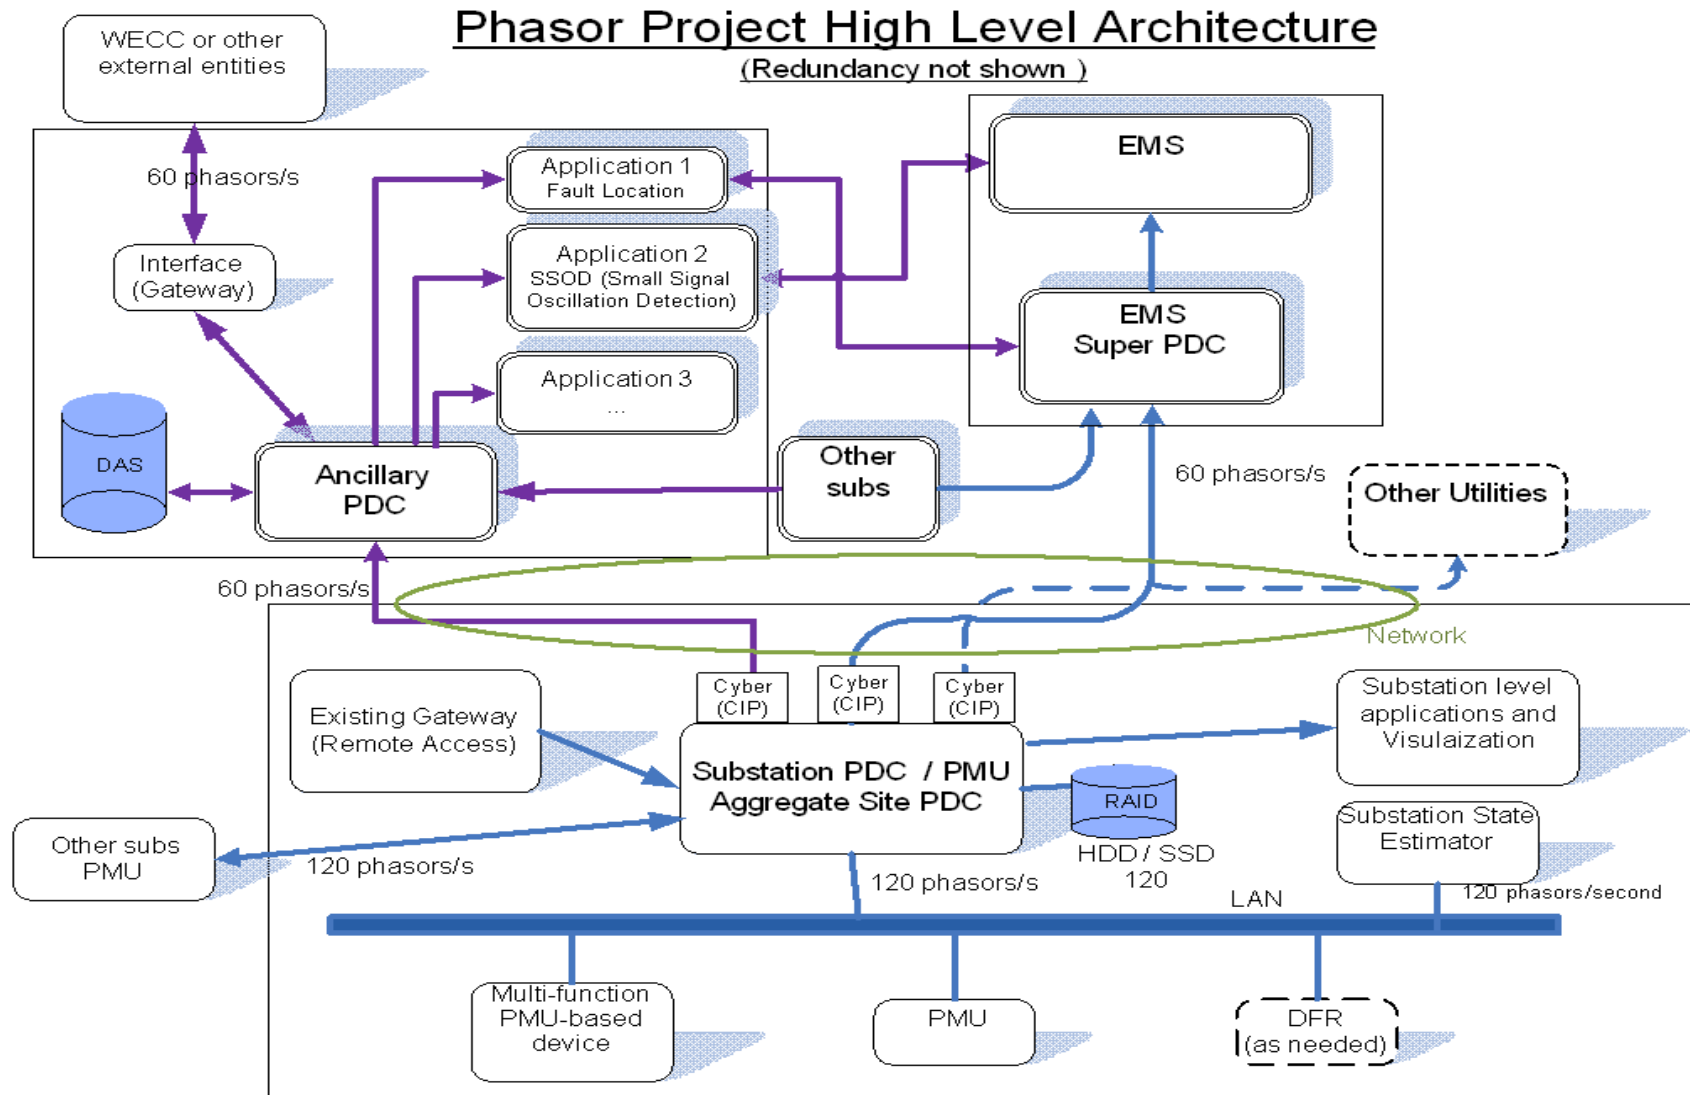 Phasor Project High Level Architecture
(Redundancy not shown )
WECC or other
external entities
60 phasors/s
Interface
(Gateway)
Application 1
Fault Location
Application 2
SSOD (Small Signal
Oscillation Detection)
Application 3
...
EMS
EMS
Super PDC
DAS
Ancillary
PDC
Other
subs
60 phasors/s
Other Utilities
60 phasors/s
Network
Existing Gateway
(Remote Access)
Cyber
(CIP)
Cyber
(CIP)
Cyber
(CIP)
Substation PDC / PMU
Aggregate Site PDC
Substation level
applications and
Visulaization
RAID
HDD / SSD
120
Substation State
Estimator
Other subs
PMU
120 phasors/s
120 phasors/s
120 phasors/second
LAN
Multi-function
PMU-based
device
PMU
DFR
(as needed)